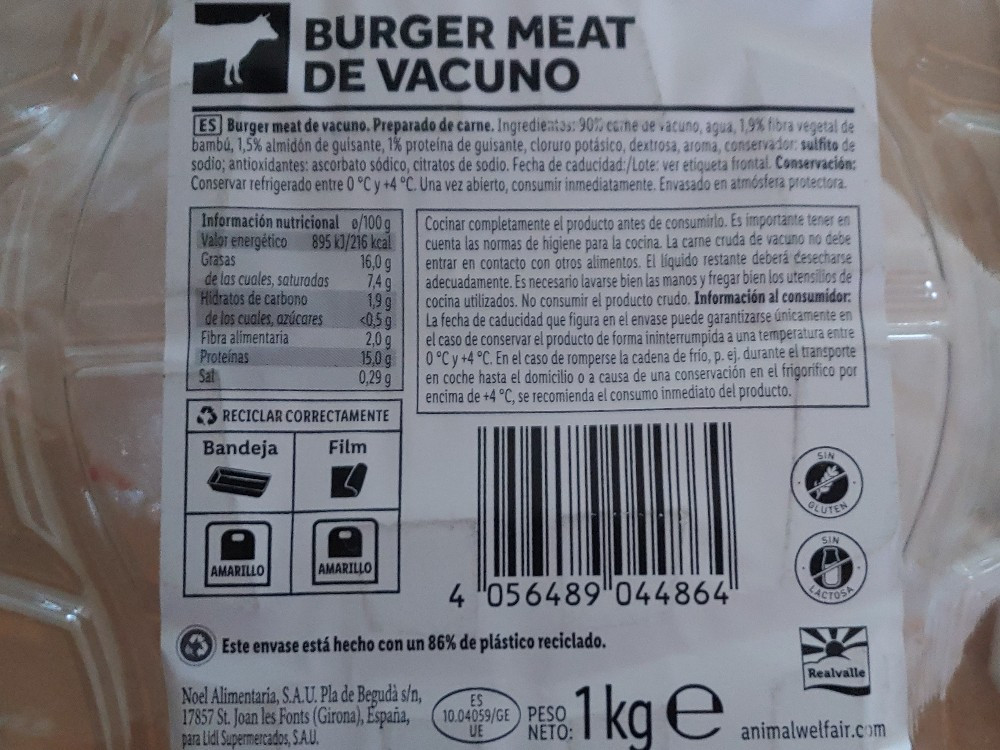 BURGER MEAT
DE VACUNO
ES Burger meat de vacuno. Preparado de carne. Ingredientes: 90% carne de vacuno, agua, 1,9% fibra vegetal de
bambú, 1,5% almidón de guisante, 1% proteína de guisante, cloruro potásico, dextrosa, aroma, conservador: sulfito de
sodio; antioxidantes: ascorbato sódico, citratos de sodio. Fecha de caducidad:/Lote: ver etiqueta frontal. Conservación:
Conservar refrigerado entre 0 °C y +4 °C. Una vez abierto, consumir inmediatamente. Envasado en atmósfera protectora.
Información nutricional ø/100 g
Valor energético 895 kJ/216 kcal
Grasas 16,0 g
de las cuales, saturadas 7,4 g
Hidratos de carbono 1,9 g
de los cuales, azúcares <0,5 g
Fibra alimentaria 2,0 g
Proteínas 15,0 g
Sal 0,29 g
Cocinar completamente el producto antes de consumirlo. Es importante tener en
cuenta las normas de higiene para la cocina. La carne cruda de vacuno no debe
entrar en contacto con otros alimentos. El líquido restante deberá desecharse
adecuadamente. Es necesario lavarse bien las manos y fregar bien los utensilios de
cocina utilizados. No consumir el producto crudo. Información al consumidor:
La fecha de caducidad que figura en el envase puede garantizarse únicamente en
el caso de conservar el producto de forma ininterrumpida a una temperatura entre
0 °C y +4 °C. En el caso de romperse la cadena de frío, p. ej. durante el transporte
en coche hasta el domicilio o a causa de una conservación en el frigorífico por
encima de +4 °C, se recomienda el consumo inmediato del producto.
RECICLAR CORRECTAMENTE
Bandeja Film
AMARILLO AMARILLO
4 056489 044864
SIN
GLUTEN
SIN
LACTOSA
Este envase está hecho con un 86% de plástico reciclado.
Realvalle
Noel Alimentaria, S.A.U. Pla de Begudà s/n,
17857 St. Joan les Fonts (Girona), España,
para Lidl Supermercados, S.A.U.
ES
10.04059/GE
UE
PESO
NETO: 1 kg e
animalwelfair.com